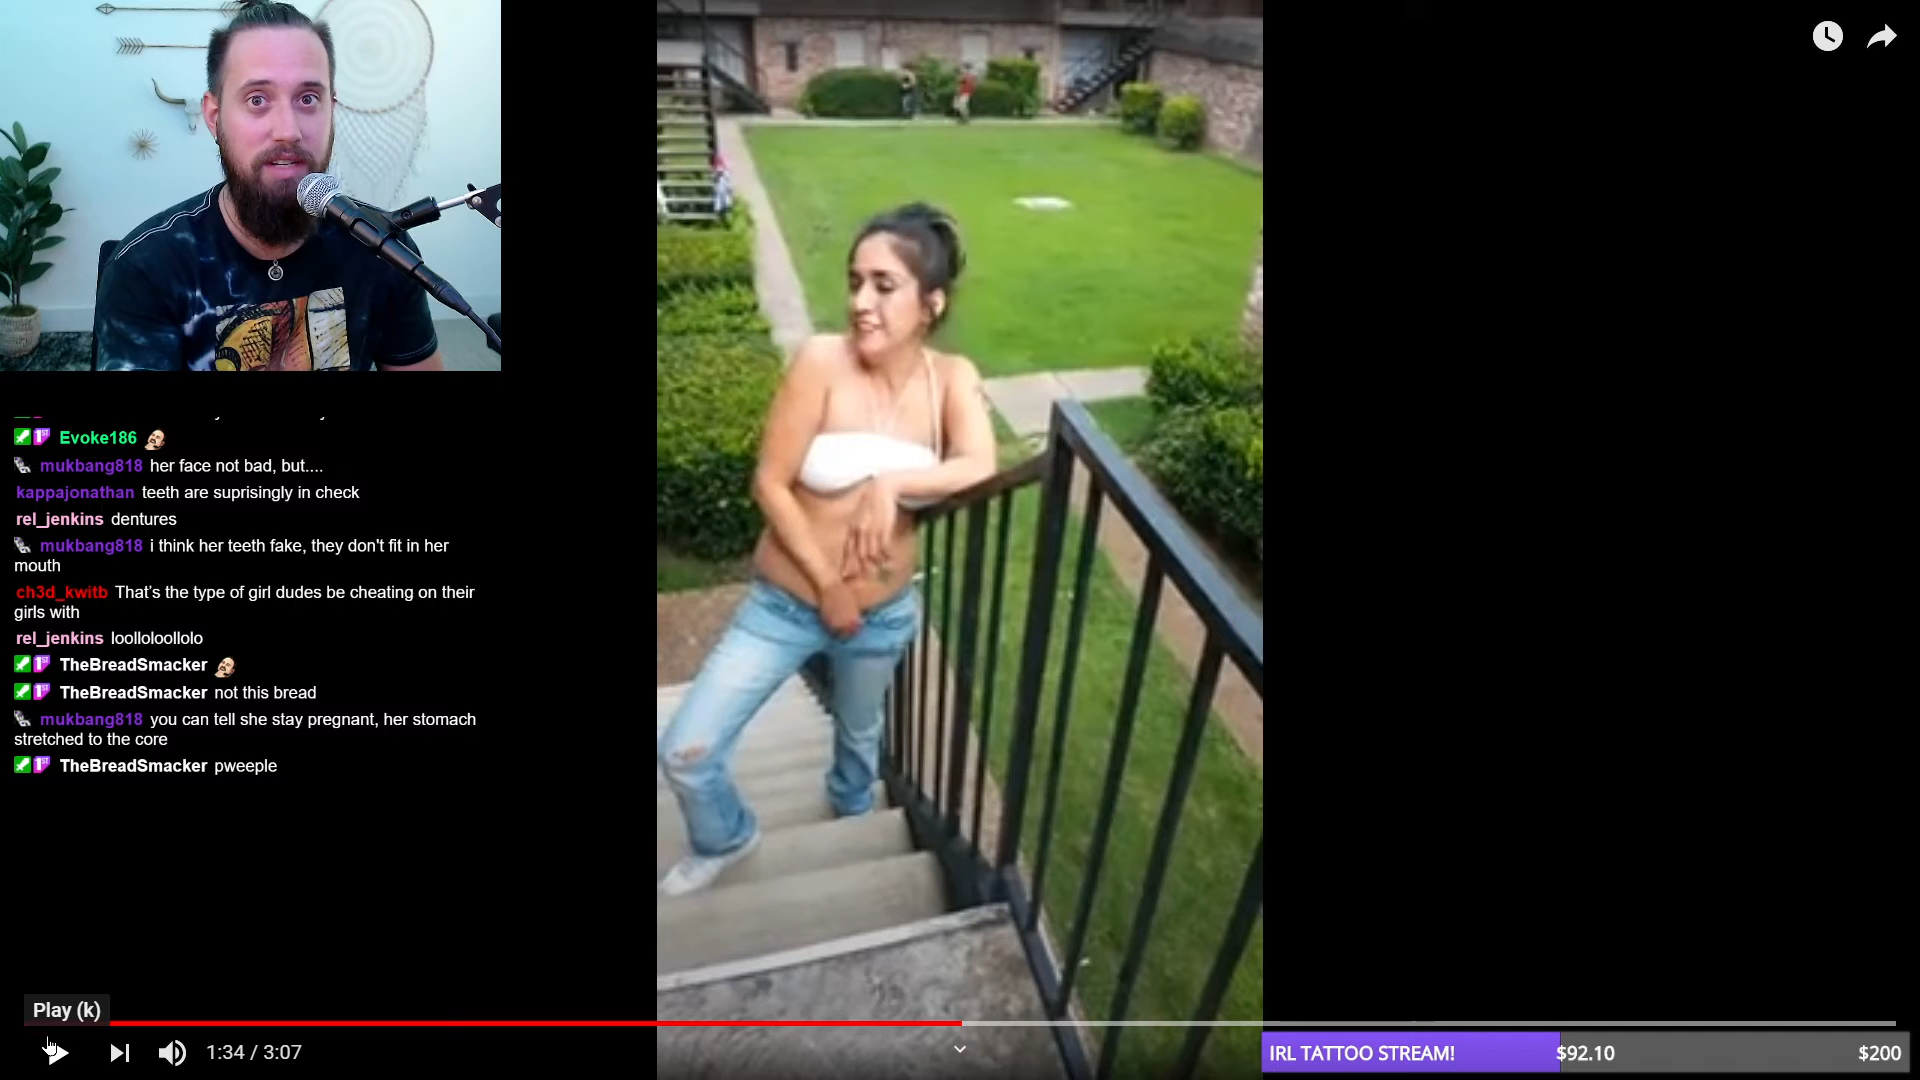 Evoke186
mukbang818 her face not bad, but....
kappajonathan teeth are suprisingly in check
rel_jenkins dentures
mukbang818 i think her teeth fake, they don't fit in her
mouth
ch3d_kwitb That's the type of girl dudes be cheating on their
girls with
rel_jenkins loolloloollolo
TheBreadSmacker
TheBreadSmacker not this bread
mukbang818 you can tell she stay pregnant, her stomach
stretched to the core
TheBreadSmacker pweeple
Play (k)
1:34 / 3:07
IRL TATTOO STREAM! $92.10 $200